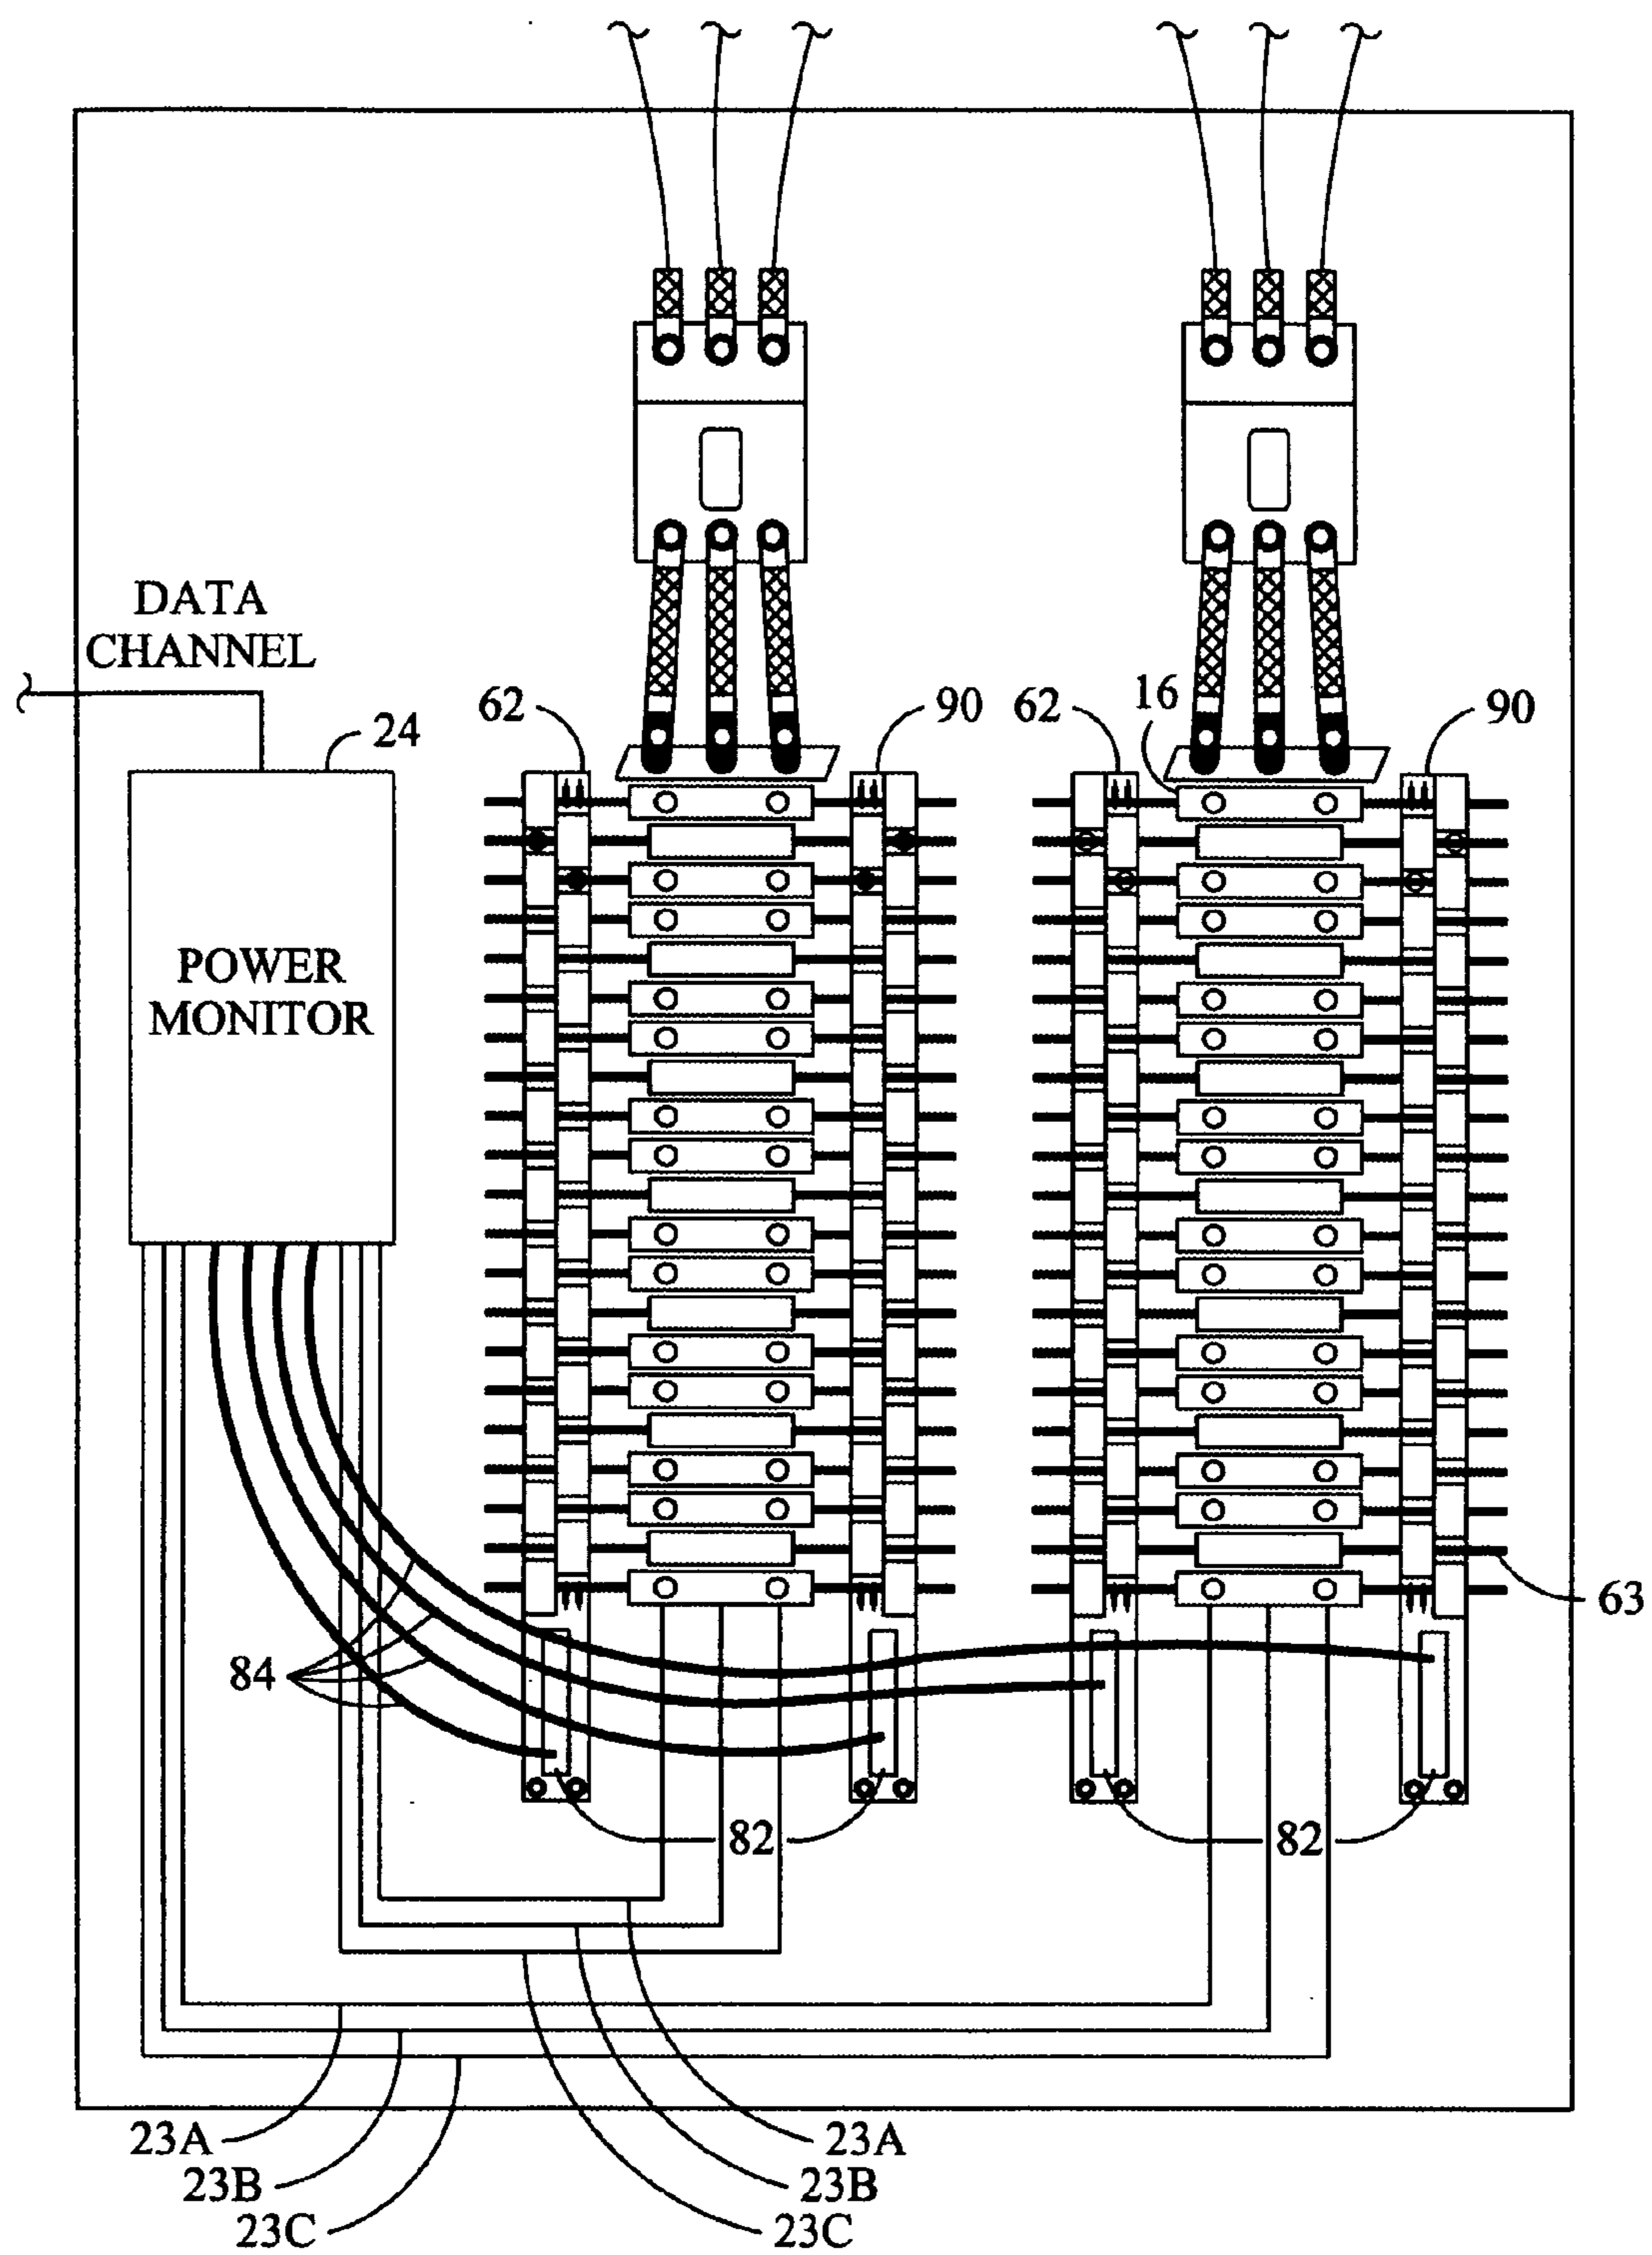 DATA
CHANNEL
24
62
90
62
16
90
POWER
MONITOR
63
84
82
82
23A
23A
23B
23B
23C
23C